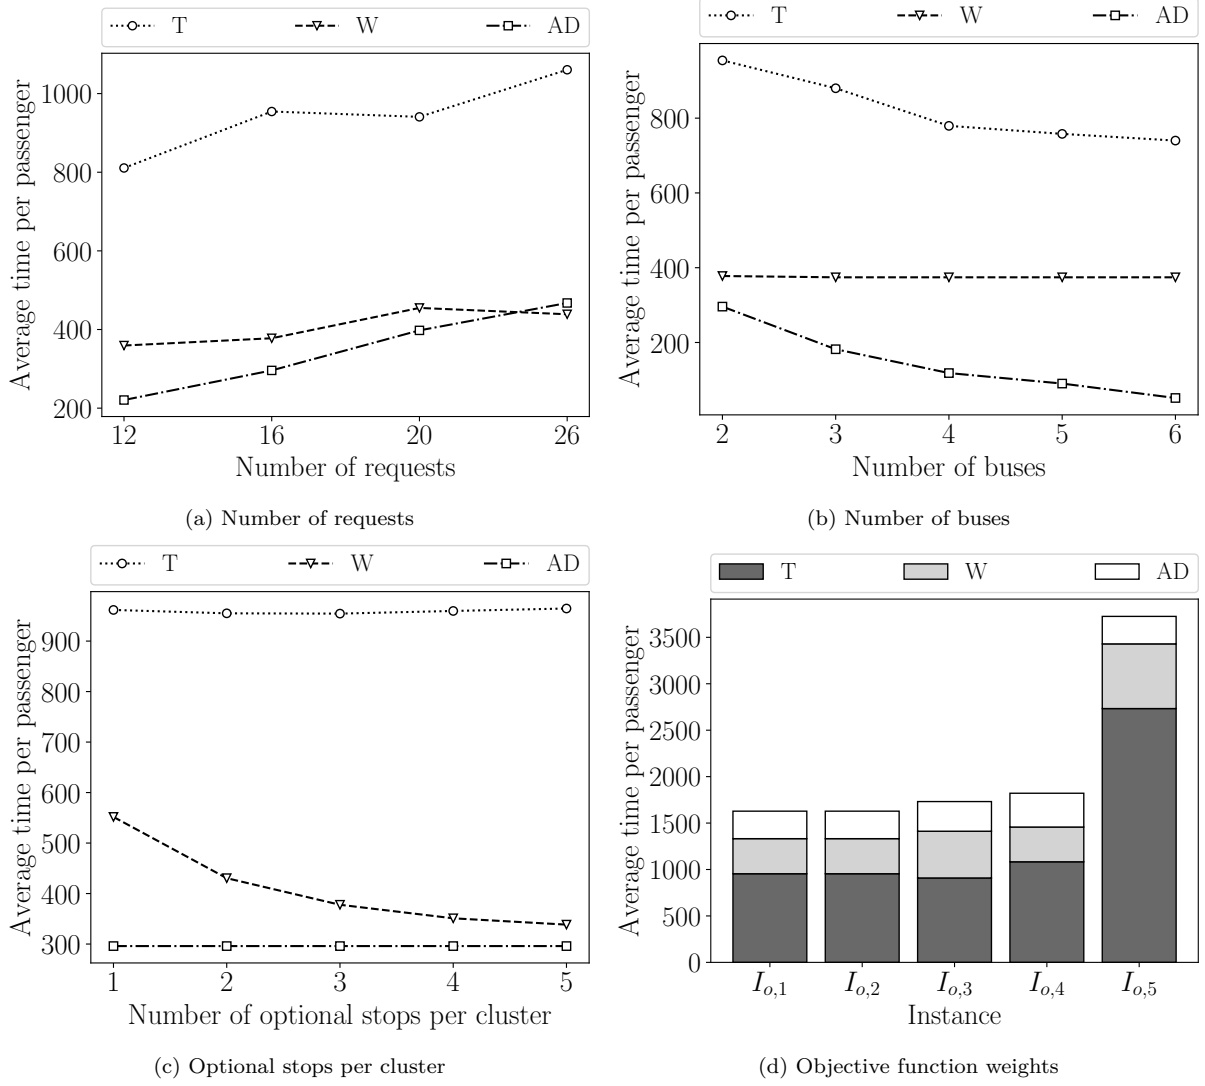 T W AD
Average time per passenger
1000
800
600
400
200
12 16 20 26
Number of requests
(a) Number of requests
T W AD
Average time per passenger
800
600
400
200
2 3 4 5 6
Number of buses
(b) Number of buses
T W AD
Average time per passenger
900
800
700
600
500
400
300
1 2 3 4 5
Number of optional stops per cluster
(c) Optional stops per cluster
T W AD
Average time per passenger
3500
3000
2500
2000
1500
1000
500
0
I_{o,1} I_{o,2} I_{o,3} I_{o,4} I_{o,5}
Instance
(d) Objective function weights